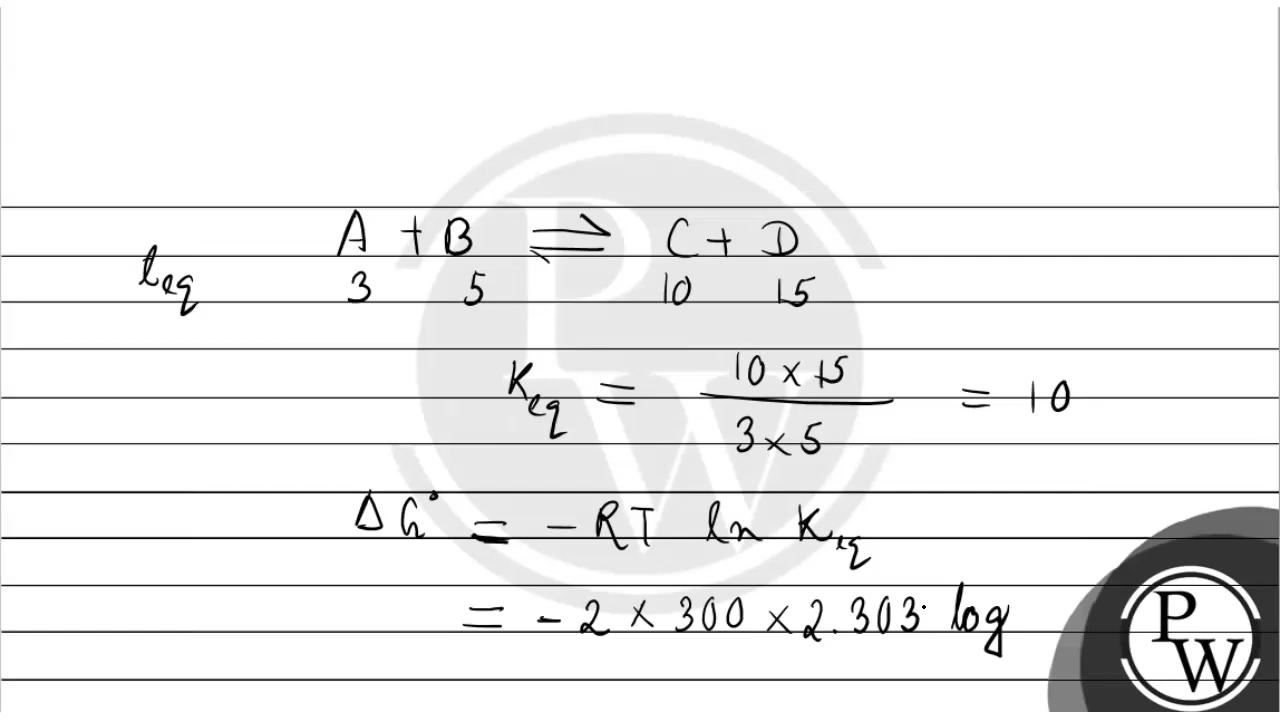 A + B ⇌ C + D
t_eq 3 5 10 15
K_eq = (10 × 15) / (3 × 5) = 10
ΔG° = - RT ln K_eq
= - 2 × 300 × 2.303 log
P
W
PW